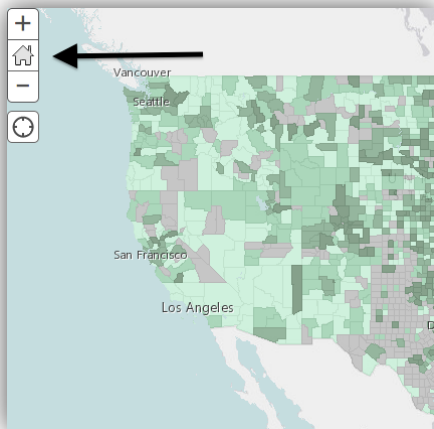 +
−
Vancouver
Seattle
San Francisco
Los Angeles
D